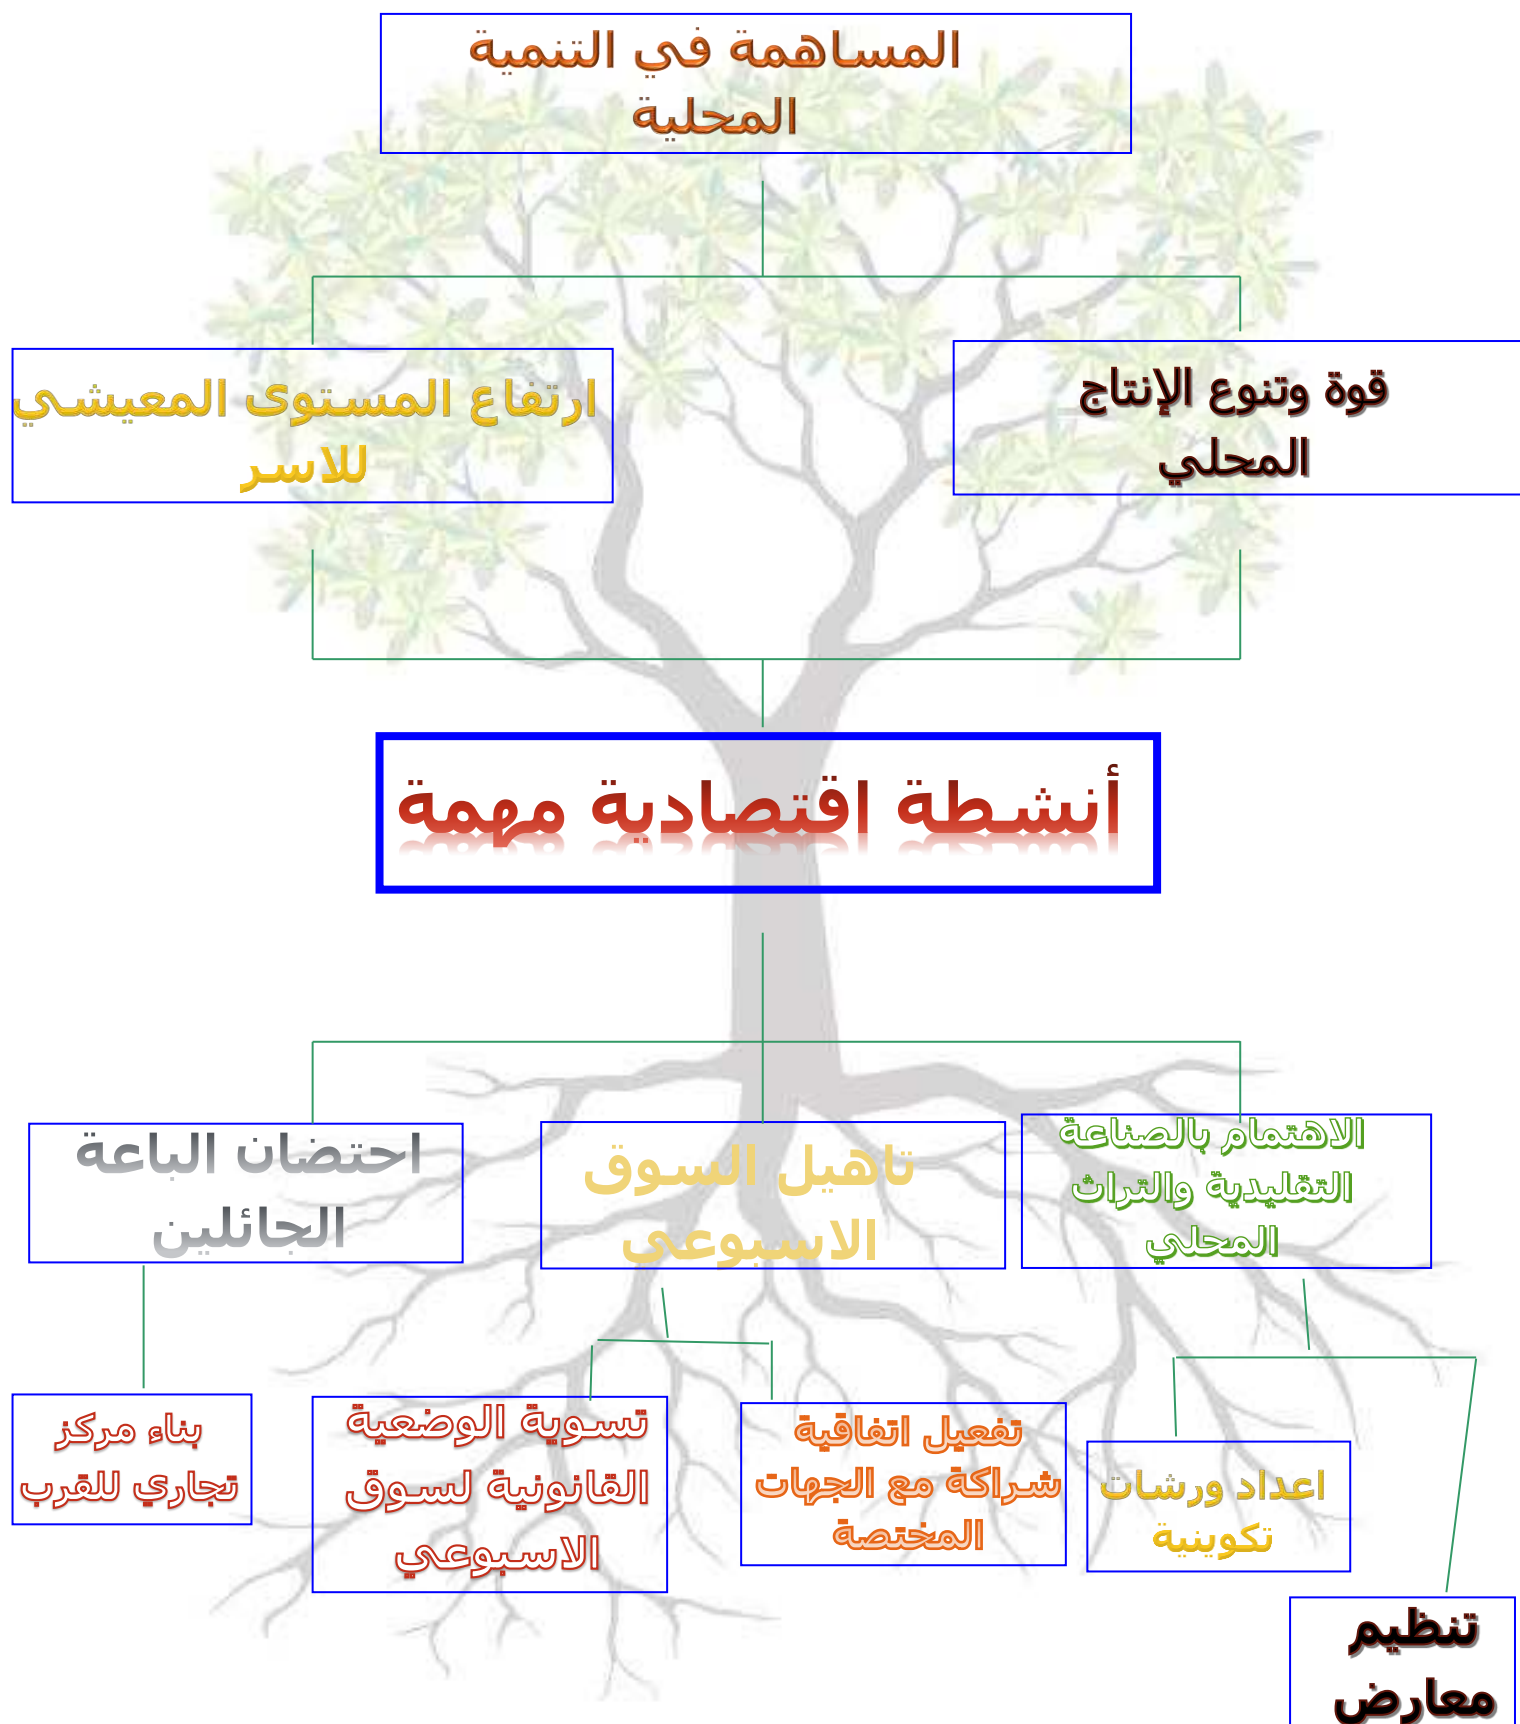 المساهمة في التنمية
المحلية
قوة وتنوع الإنتاج
المحلي
ارتفاع المستوى المعيشي
للاسر
أنشطة اقتصادية مهمة
الاهتمام بالصناعة
التقليدية والتراث
المحلي
تاهيل السوق
الاسبوعي
احتضان الباعة
الجائلين
تنظيم
معارض
اعداد ورشات
تكوينية
تفعيل اتفاقية
شراكة مع الجهات
المختصة
تسوية الوضعية
القانونية لسوق
الاسبوعي
بناء مركز
تجاري للقرب